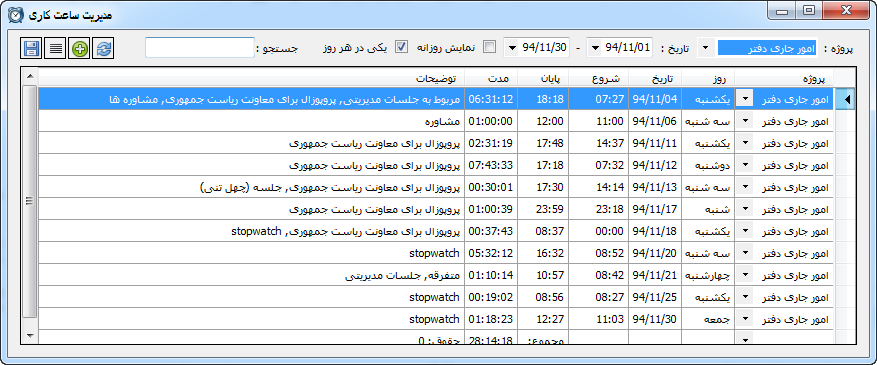 مدیریت ساعت کاری
پروژه : امور جاری دفتر تاریخ : 94/11/01 - 94/11/30 نمایش روزانه یکی در هر روز جستجو :
پروژه روز تاریخ شروع پایان مدت توضیحات
امور جاری دفتر یکشنبه 94/11/04 07:27 18:18 06:31:12 مربوط به جلسات مدیریتی, پروپوزال برای معاونت ریاست جمهوری, مشاوره ها
امور جاری دفتر سه شنبه 94/11/06 11:00 12:00 01:00:00 مشاوره
امور جاری دفتر یکشنبه 94/11/11 14:37 17:48 02:31:19 پروپوزال برای معاونت ریاست جمهوری
امور جاری دفتر دوشنبه 94/11/12 07:32 17:18 07:43:33 پروپوزال برای معاونت ریاست جمهوری
امور جاری دفتر سه شنبه 94/11/13 14:14 17:30 00:30:01 پروپوزال برای معاونت ریاست جمهوری, جلسه (چهل تنی)
امور جاری دفتر شنبه 94/11/17 23:18 23:59 01:00:39 پروپوزال برای معاونت ریاست جمهوری
امور جاری دفتر یکشنبه 94/11/18 00:00 08:37 00:37:43 پروپوزال برای معاونت ریاست جمهوری, stopwatch
امور جاری دفتر سه شنبه 94/11/20 08:52 16:32 05:32:12 stopwatch
امور جاری دفتر چهارشنبه 94/11/21 08:42 10:57 01:10:14 متفرقه, جلسات مدیریتی
امور جاری دفتر یکشنبه 94/11/25 08:27 08:56 00:19:02 stopwatch
امور جاری دفتر جمعه 94/11/30 11:03 12:27 01:18:23 stopwatch
مجموع: 28:14:18 حقوق: 0